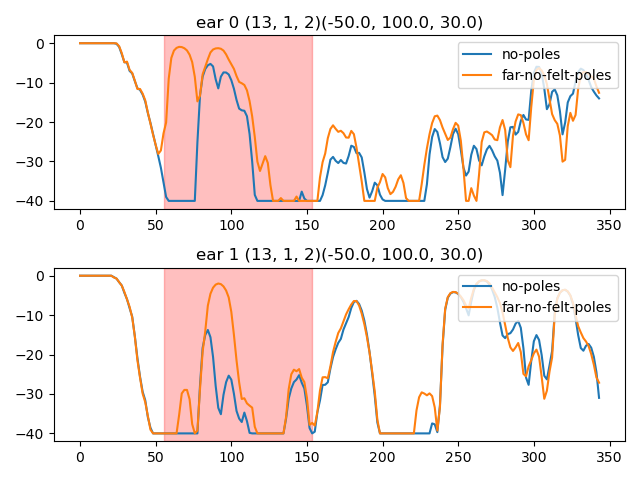 ear 0 (13, 1, 2)(-50.0, 100.0, 30.0)
0
−10
−20
−30
−40
no-poles
far-no-felt-poles
0 50 100 150 200 250 300 350
ear 1 (13, 1, 2)(-50.0, 100.0, 30.0)
0
−10
−20
−30
−40
no-poles
far-no-felt-poles
0 50 100 150 200 250 300 350